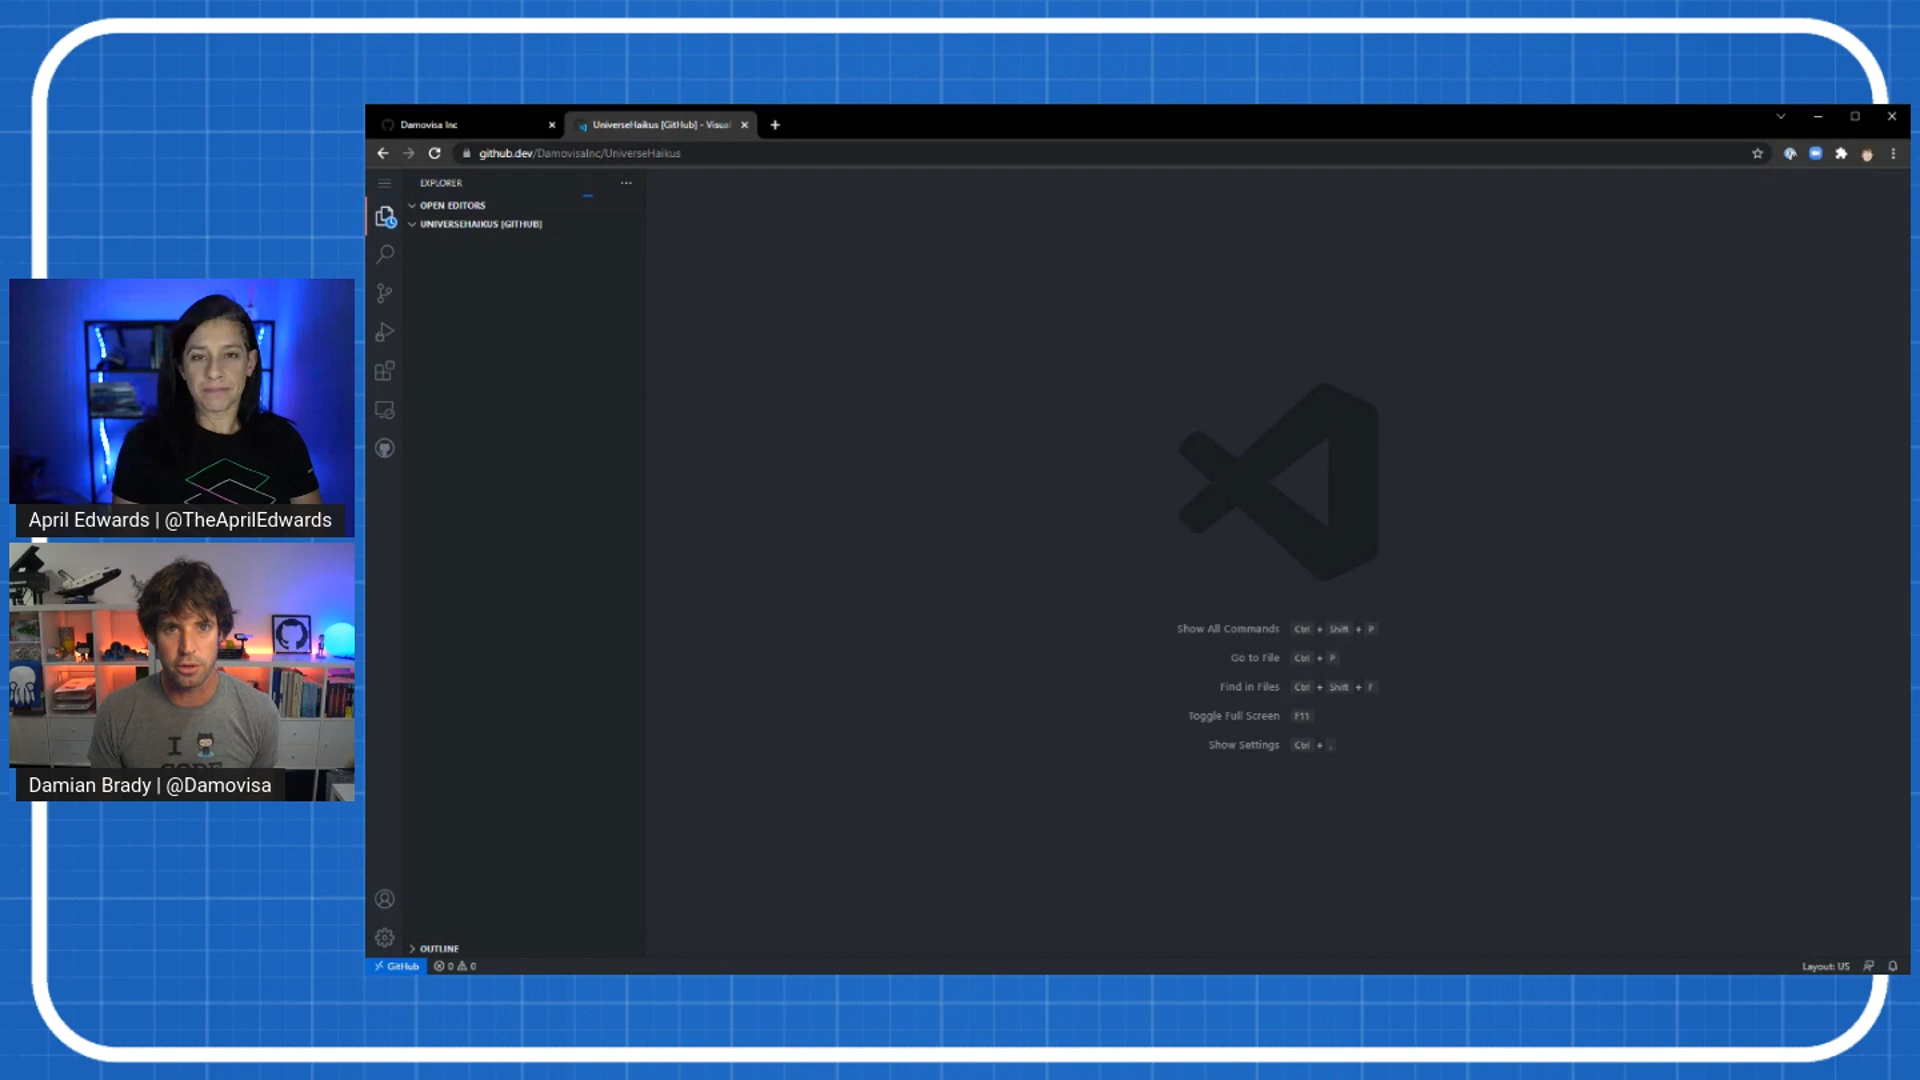 Damovisa Inc
UniverseHaikus [GitHub] - Visual
github.dev/DamovisaInc/UniverseHaikus
EXPLORER
OPEN EDITORS
UNIVERSEHAIKUS [GITHUB]
Show All Commands Ctrl + Shift + P
Go to File Ctrl + P
Find in Files Ctrl + Shift + F
Toggle Full Screen F11
Show Settings Ctrl + ,
OUTLINE
GitHub 0 0
Layout: US
April Edwards | @TheAprilEdwards
I
CODE
Damian Brady | @Damovisa